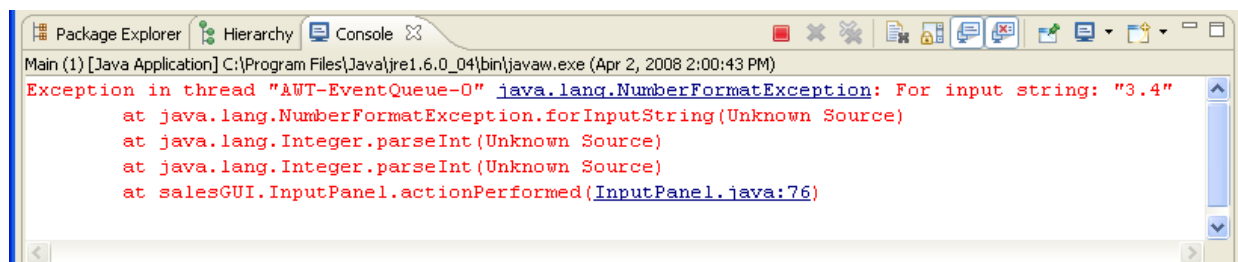 Package Explorer Hierarchy Console
Main (1) [Java Application] C:\Program Files\Java\jre1.6.0_04\bin\javaw.exe (Apr 2, 2008 2:00:43 PM)
Exception in thread "AWT-EventQueue-0" java.lang.NumberFormatException: For input string: "3.4"
at java.lang.NumberFormatException.forInputString(Unknown Source)
at java.lang.Integer.parseInt(Unknown Source)
at java.lang.Integer.parseInt(Unknown Source)
at salesGUI.InputPanel.actionPerformed(InputPanel.java:76)